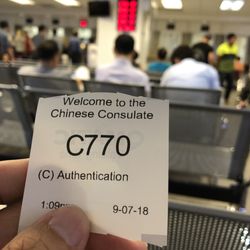 Welcome to the
Chinese Consulate
C770
(C) Authentication
9-07-18